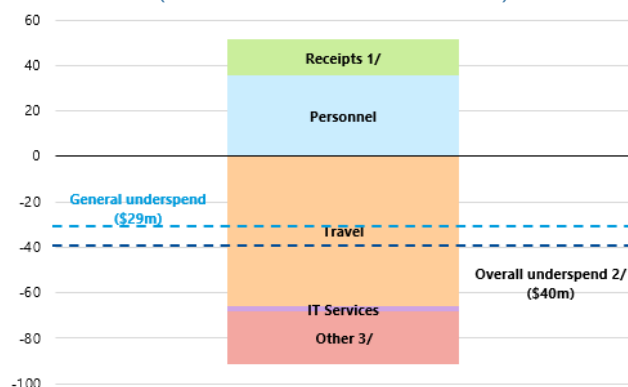 60
40
20
0
-20
-40
-60
-80
-100
Receipts 1/
Personnel
General underspend
($29m)
Travel
Overall underspend 2/
($40m)
IT Services
Other 3/